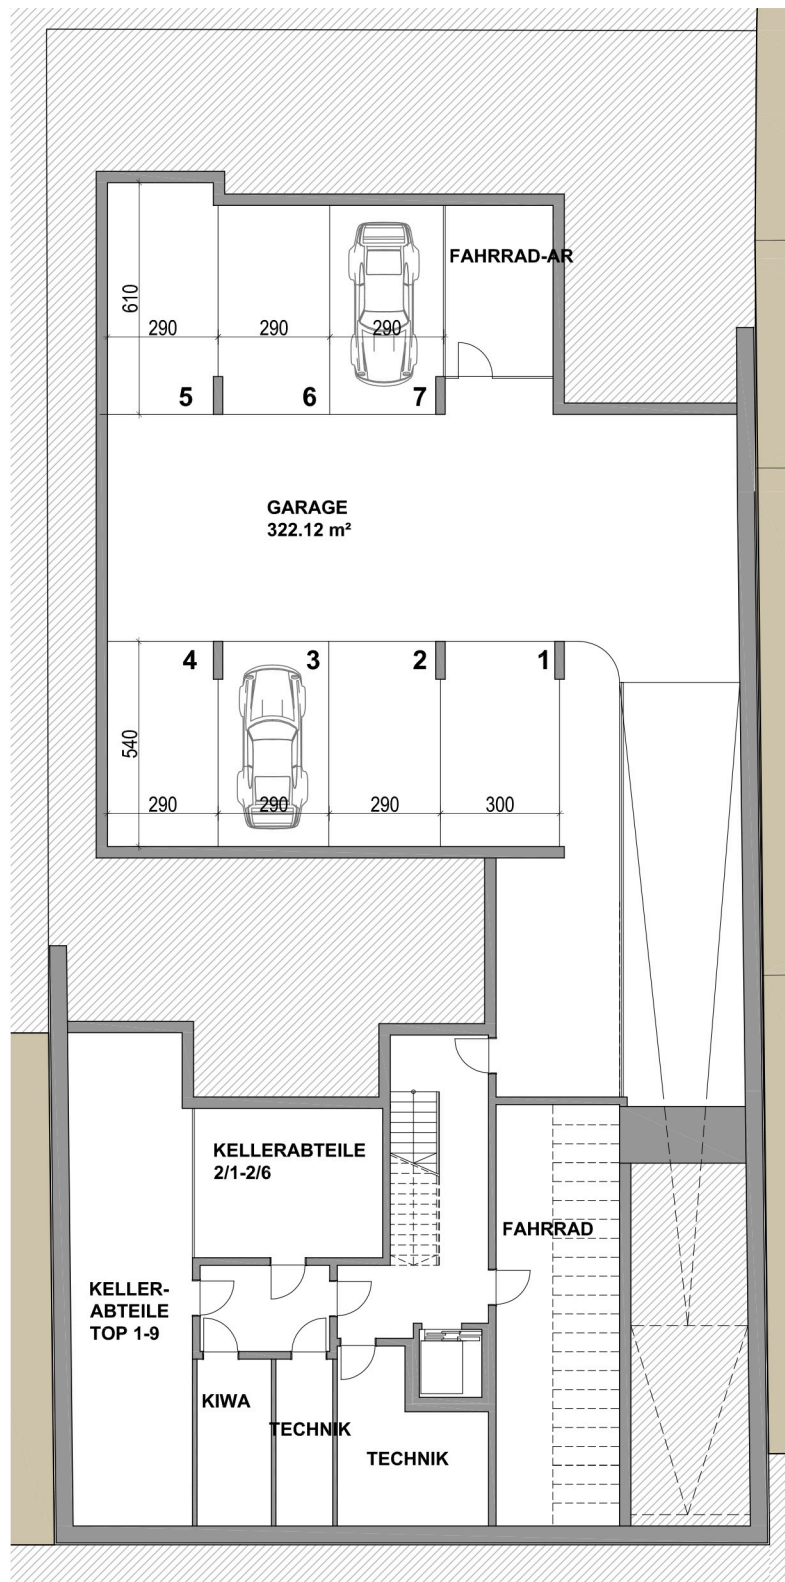 FAHRRAD-AR
610
290
290
290
5
6
7
GARAGE
322.12 m²
4
3
2
1
540
290
290
290
300
KELLERABTEILE
2/1-2/6
FAHRRAD
KELLER-
ABTEILE
TOP 1-9
KIWA
TECHNIK
TECHNIK